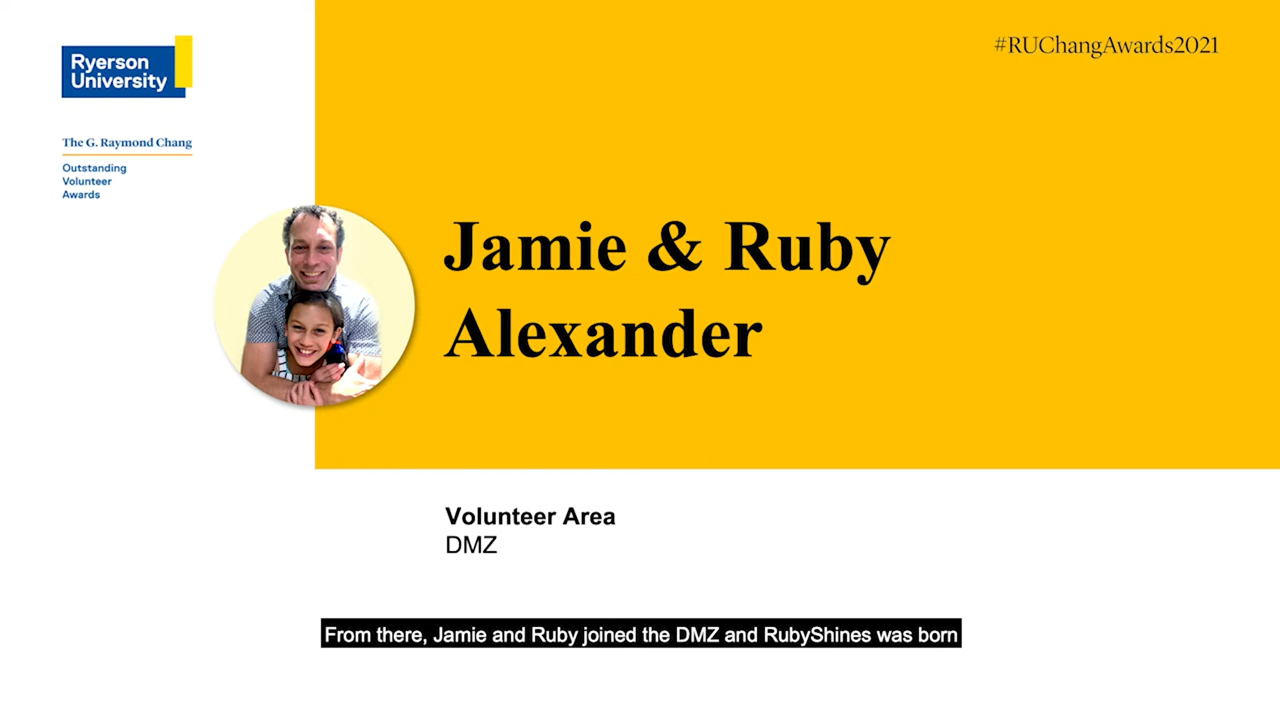 Ryerson
University
#RUChangAwards2021
The G. Raymond Chang
Outstanding
Volunteer
Awards
Jamie & Ruby
Alexander
Volunteer Area
DMZ
From there, Jamie and Ruby joined the DMZ and RubyShines was born